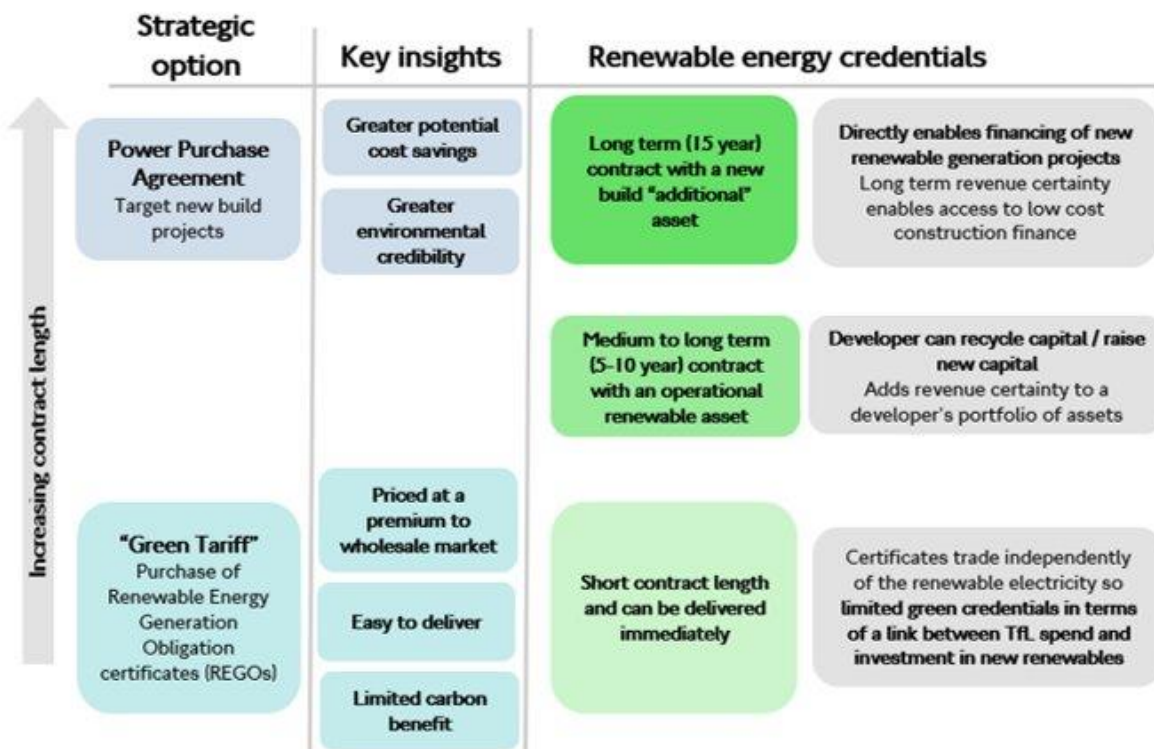 Strategic
option
Key insights
Renewable energy credentials
Increasing contract length
Power Purchase
Agreement
Target new build
projects
Greater potential
cost savings
Greater
environmental
credibility
Long term (15 year)
contract with a new
build "additional"
asset
Directly enables financing of new
renewable generation projects
Long term revenue certainty
enables access to low cost
construction finance
Medium to long term
(5-10 year) contract
with an operational
renewable asset
Developer can recycle capital / raise
new capital
Adds revenue certainty to a
developer's portfolio of assets
"Green Tariff"
Purchase of
Renewable Energy
Generation
Obligation
certificates (REGOs)
Priced at a
premium to
wholesale market
Easy to deliver
Limited carbon
benefit
Short contract length
and can be delivered
immediately
Certificates trade independently
of the renewable electricity so
limited green credentials in terms
of a link between TfL spend and
investment in new renewables